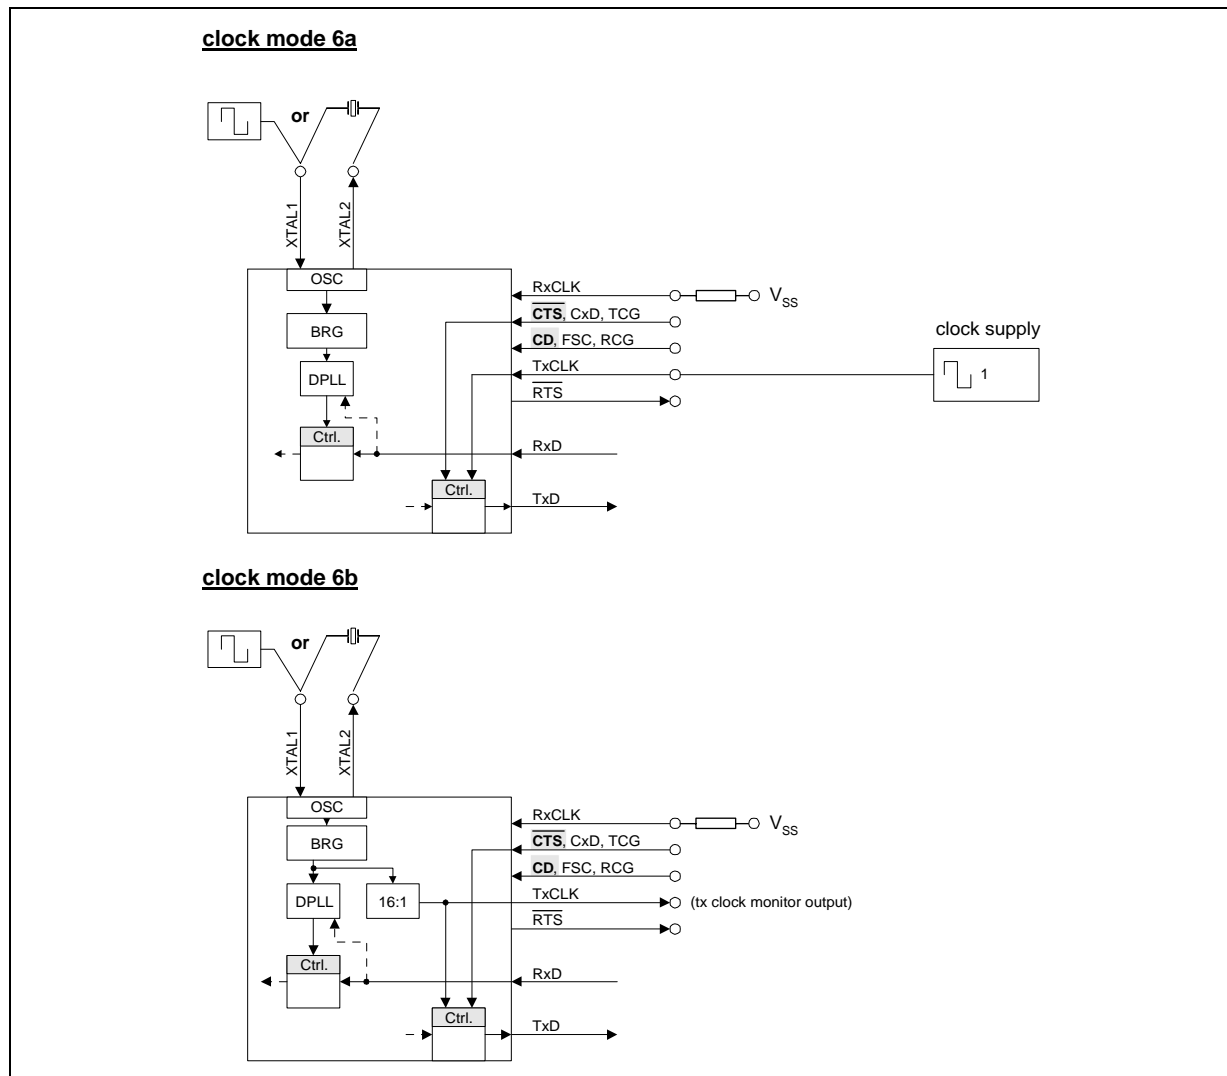 clock mode 6a
or
XTAL1
XTAL2
OSC
BRG
DPLL
Ctrl.
RxCLK
VSS
CTS, CxD, TCG
CD, FSC, RCG
clock supply
TxCLK
1
RTS
RxD
Ctrl.
TxD
clock mode 6b
or
XTAL1
XTAL2
OSC
BRG
DPLL
16:1
Ctrl.
RxCLK
VSS
CTS, CxD, TCG
CD, FSC, RCG
TxCLK
(tx clock monitor output)
RTS
RxD
Ctrl.
TxD